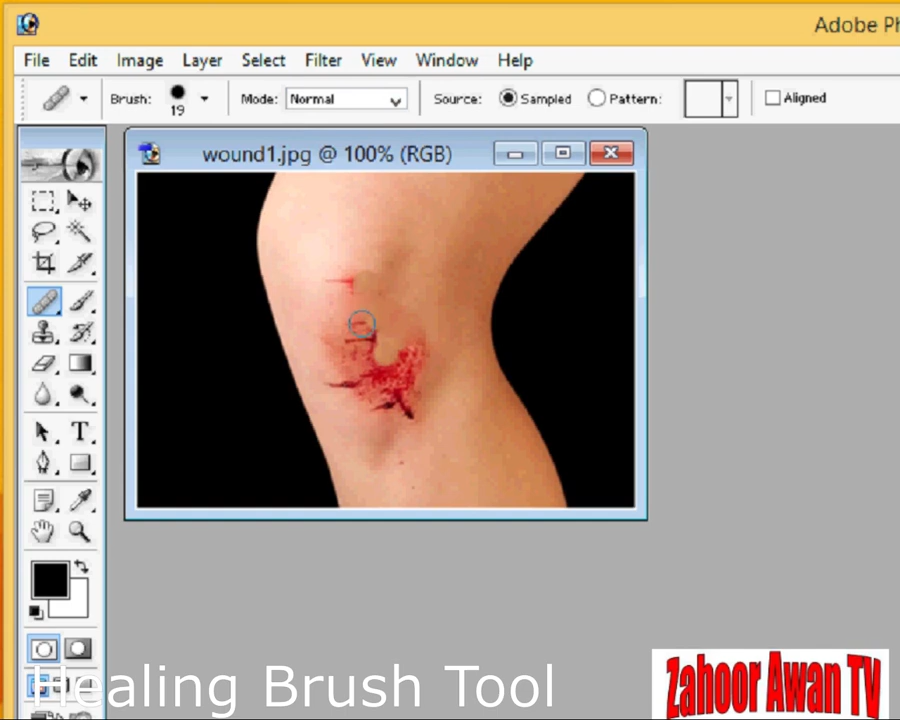 Adobe Ph
File Edit Image Layer Select Filter View Window Help
Brush: 19 Mode: Normal Source: Sampled Pattern: Aligned
wound1.jpg @ 100% (RGB)
T
Healing Brush Tool
Zahoor Awan TV